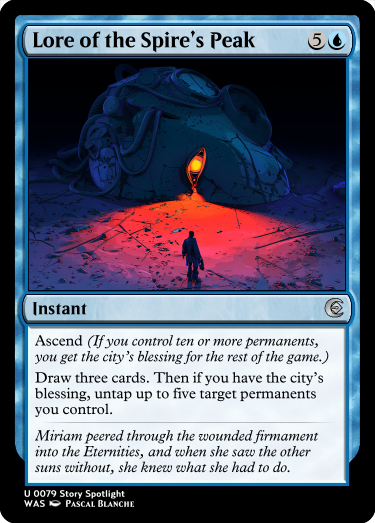 Lore of the Spire's Peak 5
Instant
Ascend (If you control ten or more permanents,
you get the city's blessing for the rest of the game.)
Draw three cards. Then if you have the city's
blessing, untap up to five target permanents
you control.
Miriam peered through the wounded firmament
into the Eternities, and when she saw the other
suns without, she knew what she had to do.
U 0079 Story Spotlight
WAS Pascal Blanche